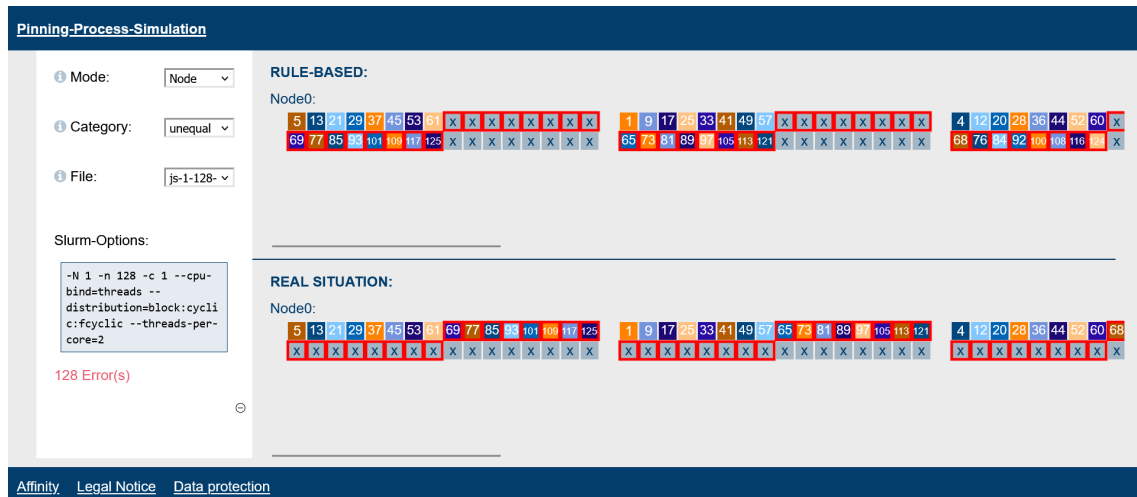 Pinning-Process-Simulation
Mode:
Node
Category:
unequal
File:
js-1-128-
Slurm-Options:
-N 1 -n 128 -c 1 --cpu-
bind=threads --
distribution=block:cycli
c:fcyclic --threads-per-
core=2
128 Error(s)
RULE-BASED:
Node0:
5 13 21 29 37 45 53 61 x x x x x x x x 1 9 17 25 33 41 49 57 x x x x x x x x 4 12 20 28 36 44 52 60 x
69 77 85 93 101 109 117 125 x x x x x x x x 65 73 81 89 97 105 113 121 x x x x x x x x 68 76 84 92 100 108 116 124 x
REAL SITUATION:
Node0:
5 13 21 29 37 45 53 61 69 77 85 93 101 109 117 125 1 9 17 25 33 41 49 57 65 73 81 89 97 105 113 121 4 12 20 28 36 44 52 60 68
x x x x x x x x x x x x x x x x x x x x x x x x x x x x x x x x x x x x x x x x x
Affinity Legal Notice Data protection